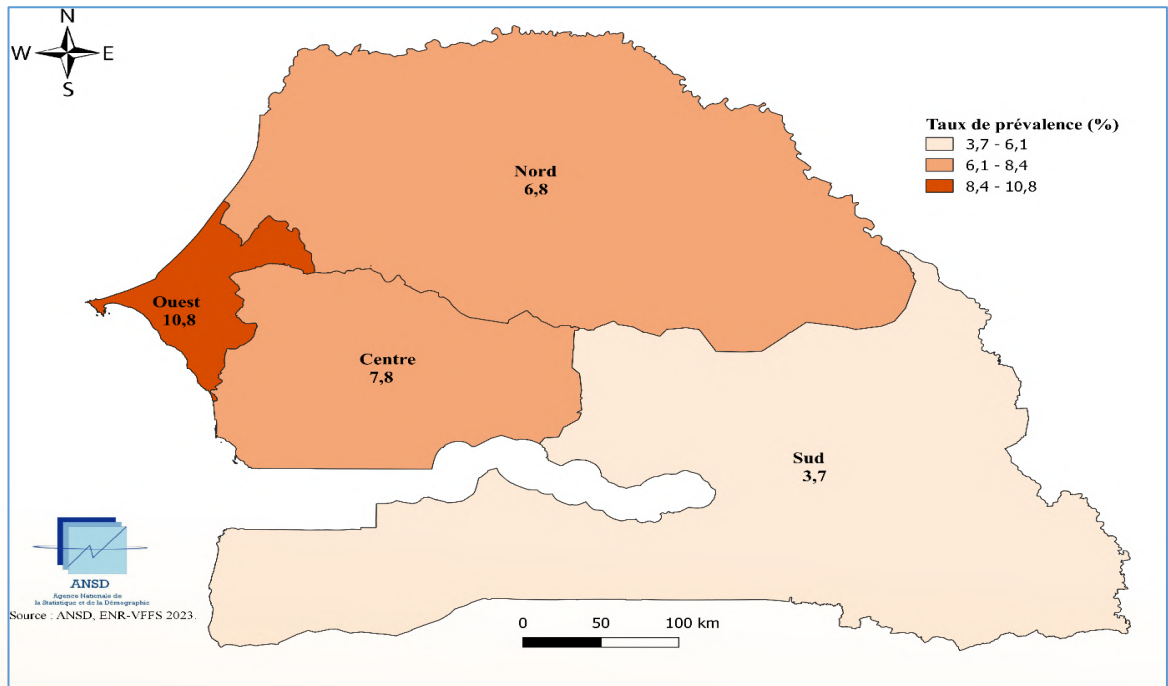 N
W E
S
Taux de prévalence (%)
3,7 - 6,1
6,1 - 8,4
8,4 - 10,8
Nord
6,8
Ouest
10,8
Centre
7,8
Sud
3,7
ANSD
Agence Nationale de
la Statistique et de la Démographie
Source : ANSD, ENR-VFFS 2023.
0 50 100 km